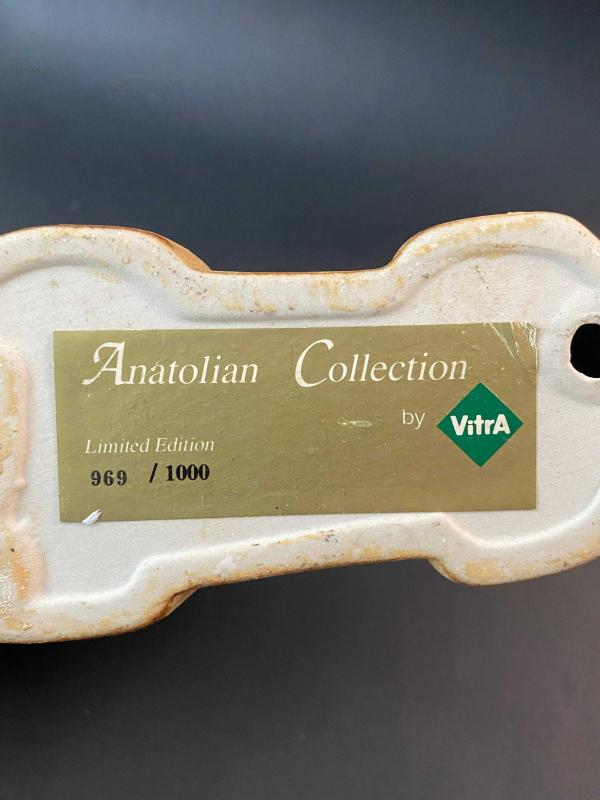 Anatolian Collection
by VitrA
Limited Edition
969 / 1000